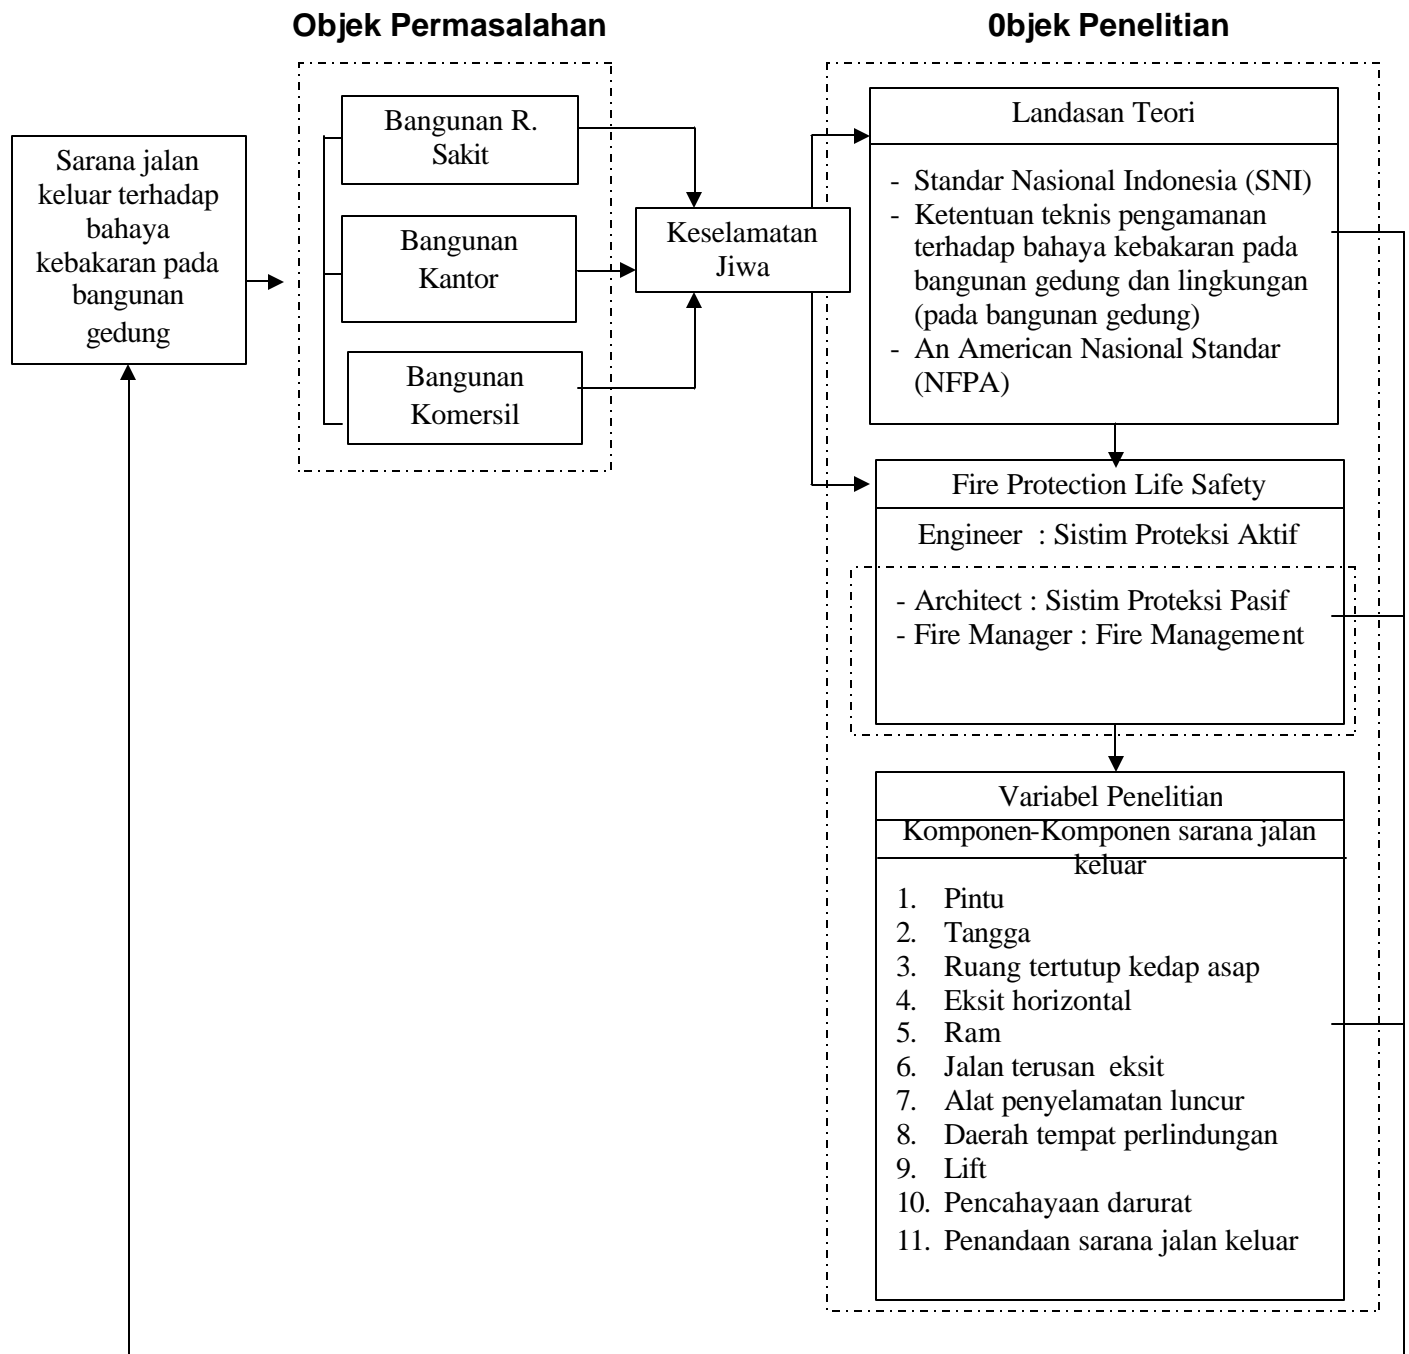 Objek Permasalahan
0bjek Penelitian
Sarana jalan
keluar terhadap
bahaya
kebakaran pada
bangunan
gedung
Bangunan R.
Sakit
Bangunan
Kantor
Bangunan
Komersil
Keselamatan
Jiwa
Landasan Teori
- Standar Nasional Indonesia (SNI)
- Ketentuan teknis pengamanan
terhadap bahaya kebakaran pada
bangunan gedung dan lingkungan
(pada bangunan gedung)
- An American Nasional Standar
(NFPA)
Fire Protection Life Safety
Engineer : Sistim Proteksi Aktif
- Architect : Sistim Proteksi Pasif
- Fire Manager : Fire Management
Variabel Penelitian
Komponen-Komponen sarana jalan
keluar
1. Pintu
2. Tangga
3. Ruang tertutup kedap asap
4. Eksit horizontal
5. Ram
6. Jalan terusan eksit
7. Alat penyelamatan luncur
8. Daerah tempat perlindungan
9. Lift
10. Pencahayaan darurat
11. Penandaan sarana jalan keluar